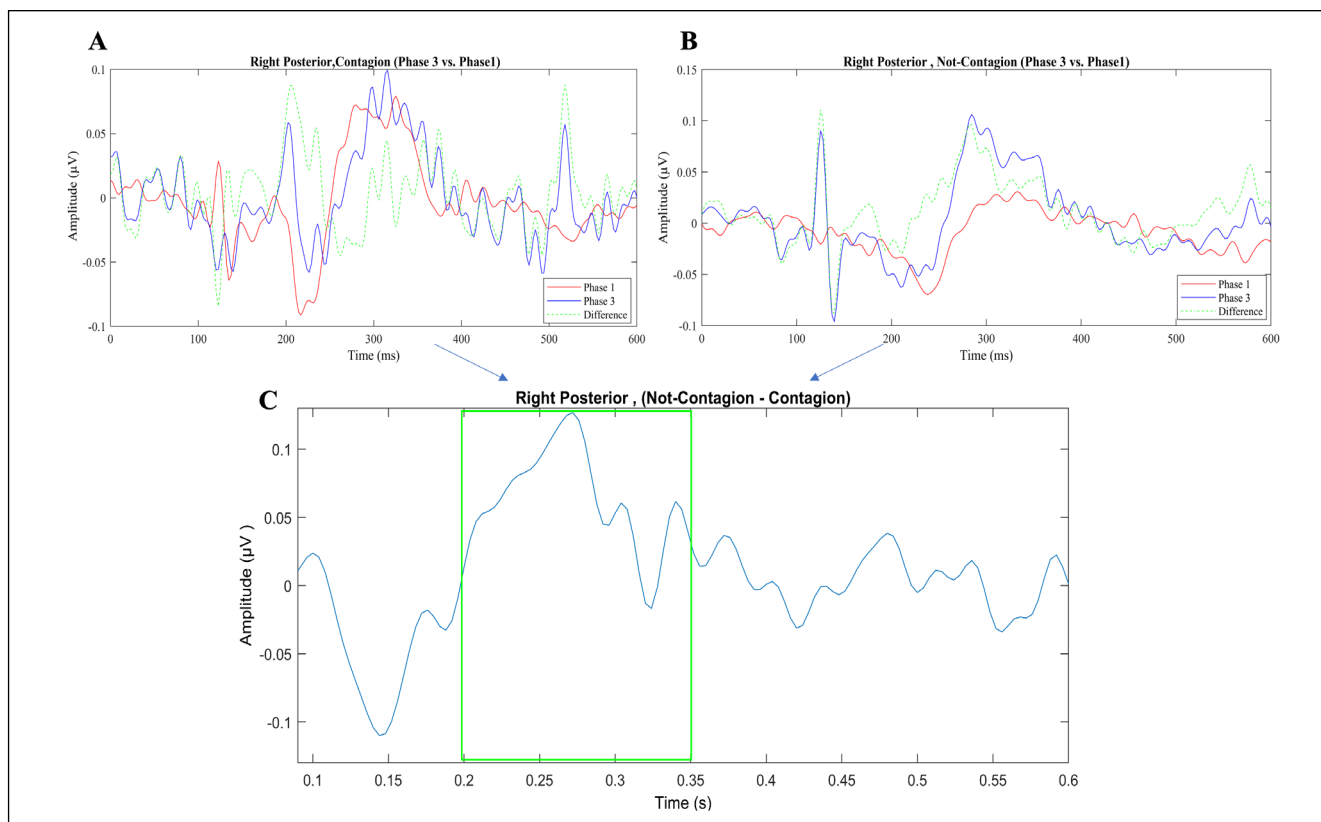 A
Right Posterior,Contagion (Phase 3 vs. Phase1)
0.1
0.05
0
-0.05
-0.1
Amplitude (µV)
0 100 200 300 400 500 600
Time (ms)
Phase 1
Phase 3
Difference
B
Right Posterior , Not-Contagion (Phase 3 vs. Phase1)
0.15
0.1
0.05
0
-0.05
-0.1
Amplitude (µV)
0 100 200 300 400 500 600
Time (ms)
Phase 1
Phase 3
Difference
C
Right Posterior , (Not-Contagion - Contagion)
0.1
0.05
0
-0.05
-0.1
Amplitude (µV )
0.1 0.15 0.2 0.25 0.3 0.35 0.4 0.45 0.5 0.55 0.6
Time (s)